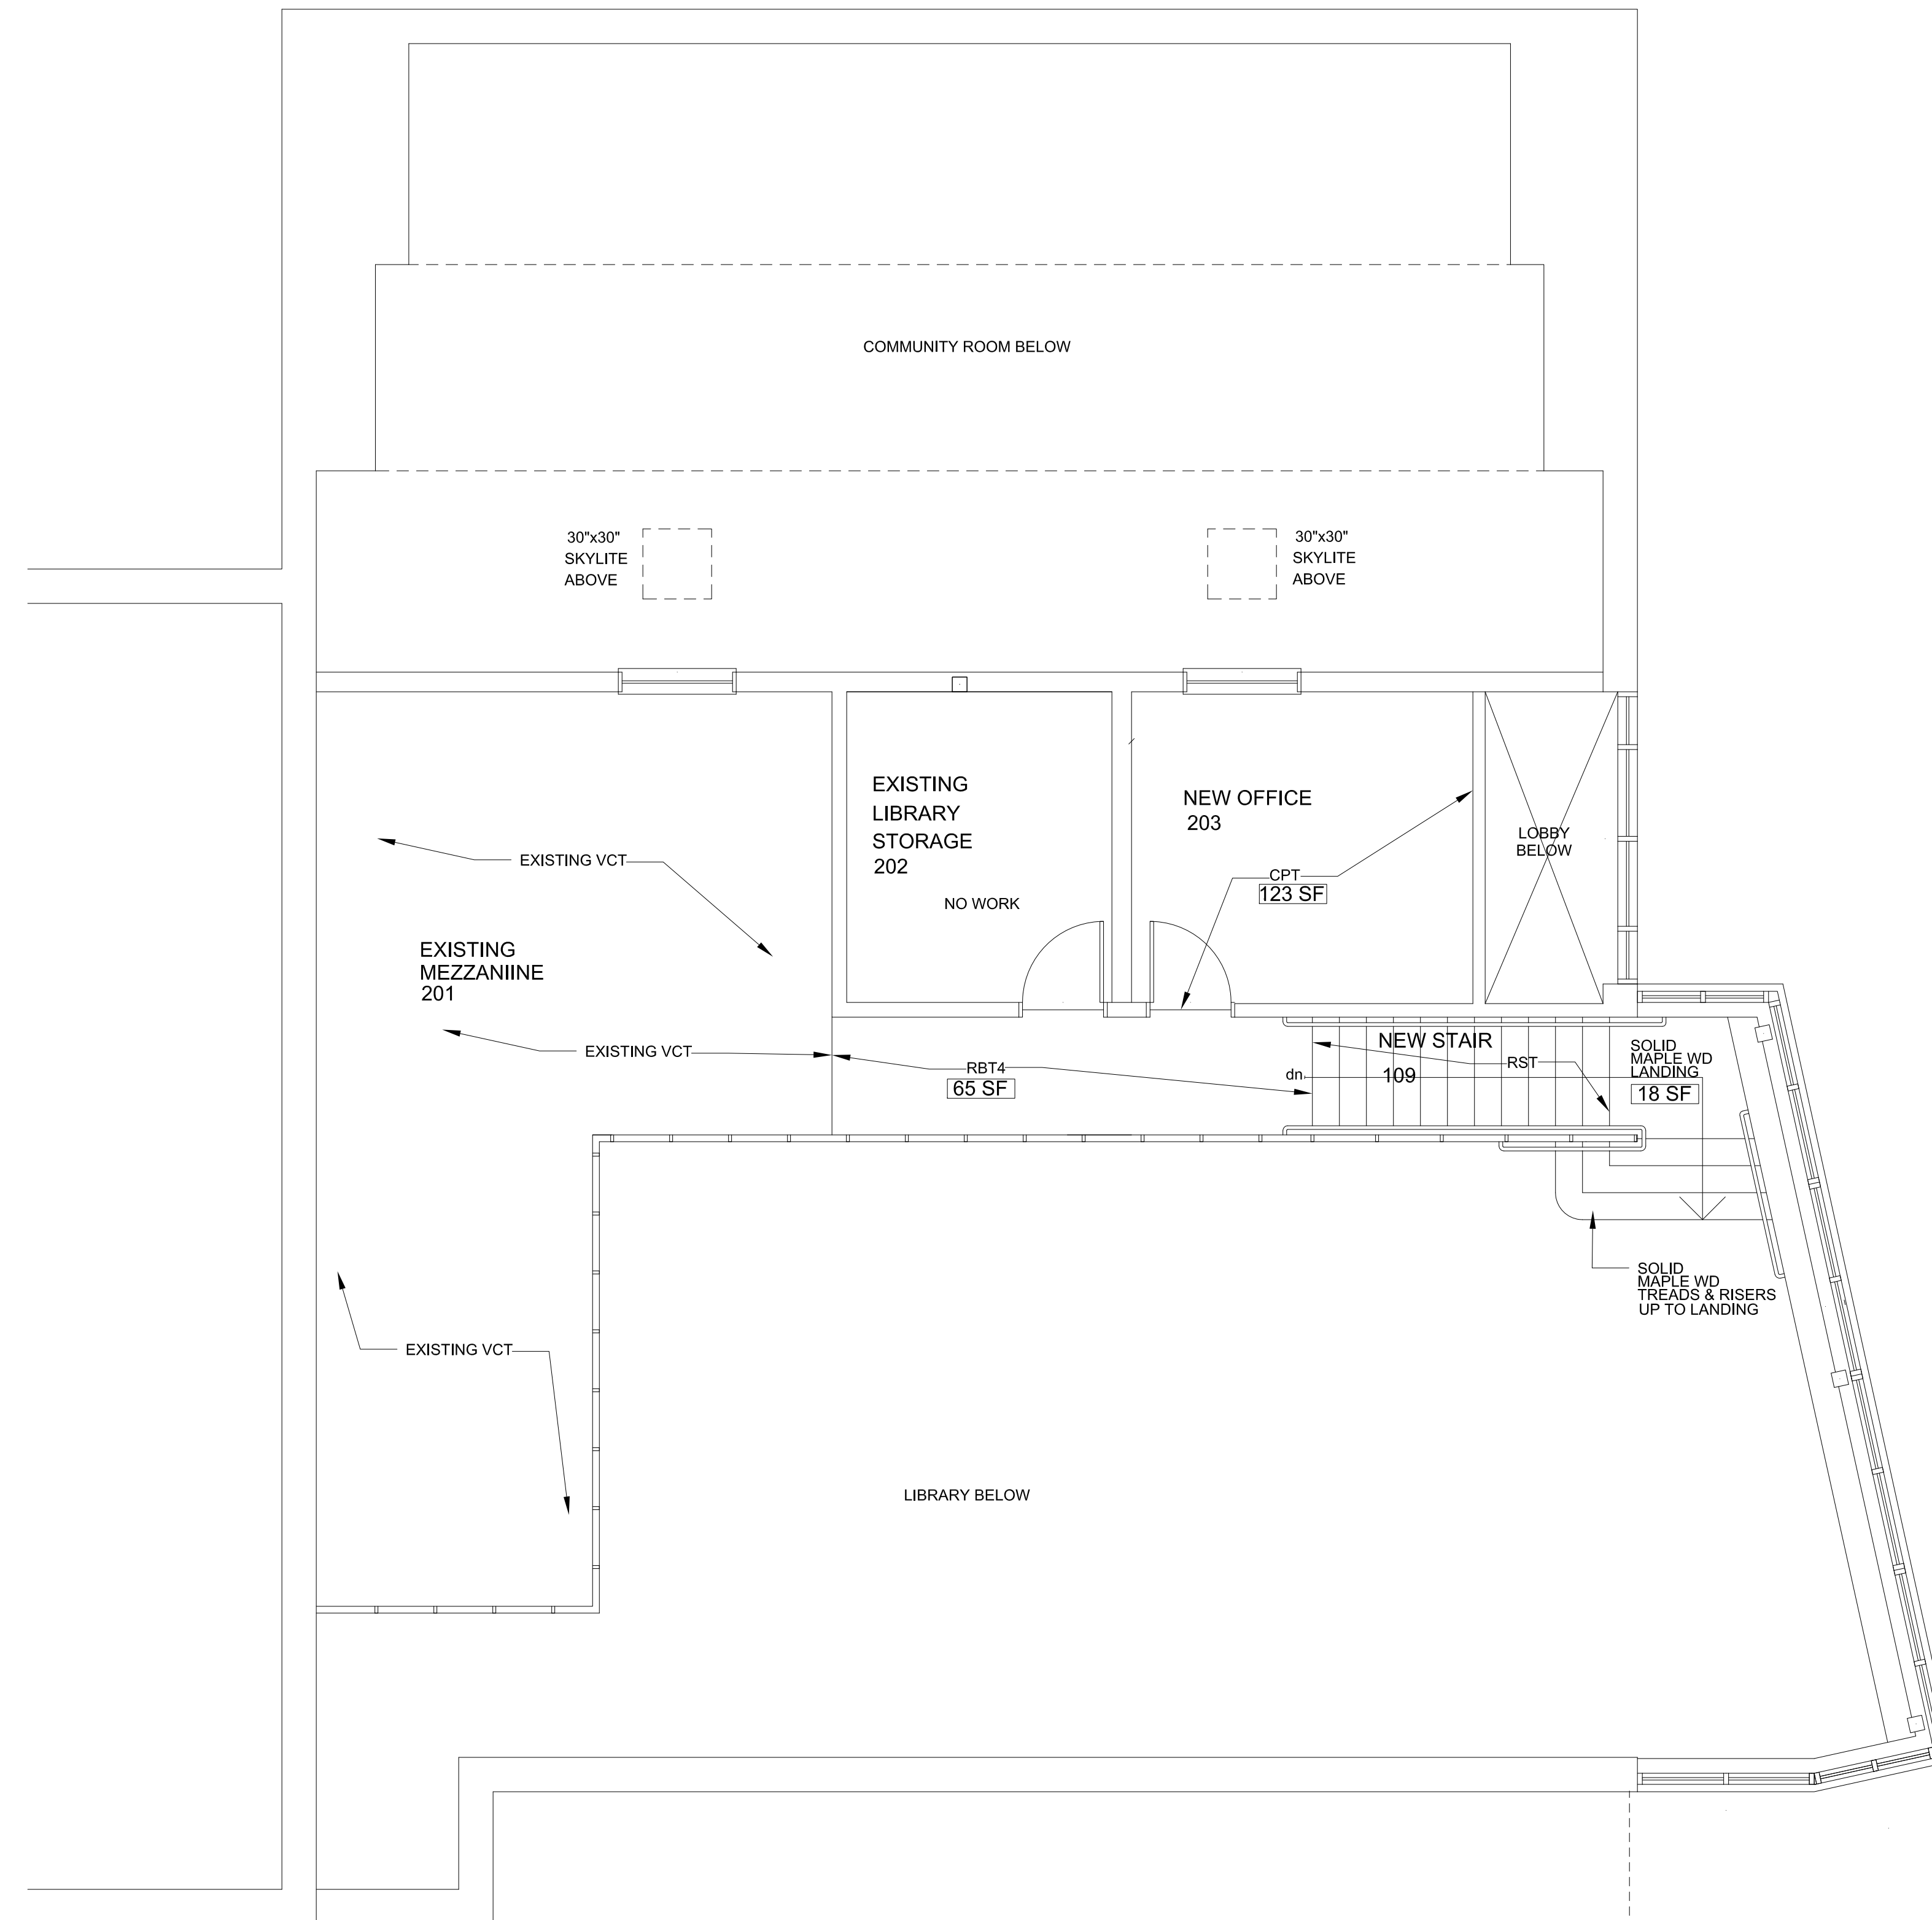 COMMUNITY ROOM BELOW
30"x30"
SKYLITE
ABOVE
30"x30"
SKYLITE
ABOVE
EXISTING
LIBRARY
STORAGE
202
NO WORK
NEW OFFICE
203
CPT
123 SF
LOBBY
BELOW
EXISTING VCT
EXISTING
MEZZANIINE
201
EXISTING VCT
RBT4
65 SF
dn.
NEW STAIR
109
RST
SOLID
MAPLE WD
LANDING
18 SF
SOLID
MAPLE WD
TREADS & RISERS
UP TO LANDING
EXISTING VCT
LIBRARY BELOW